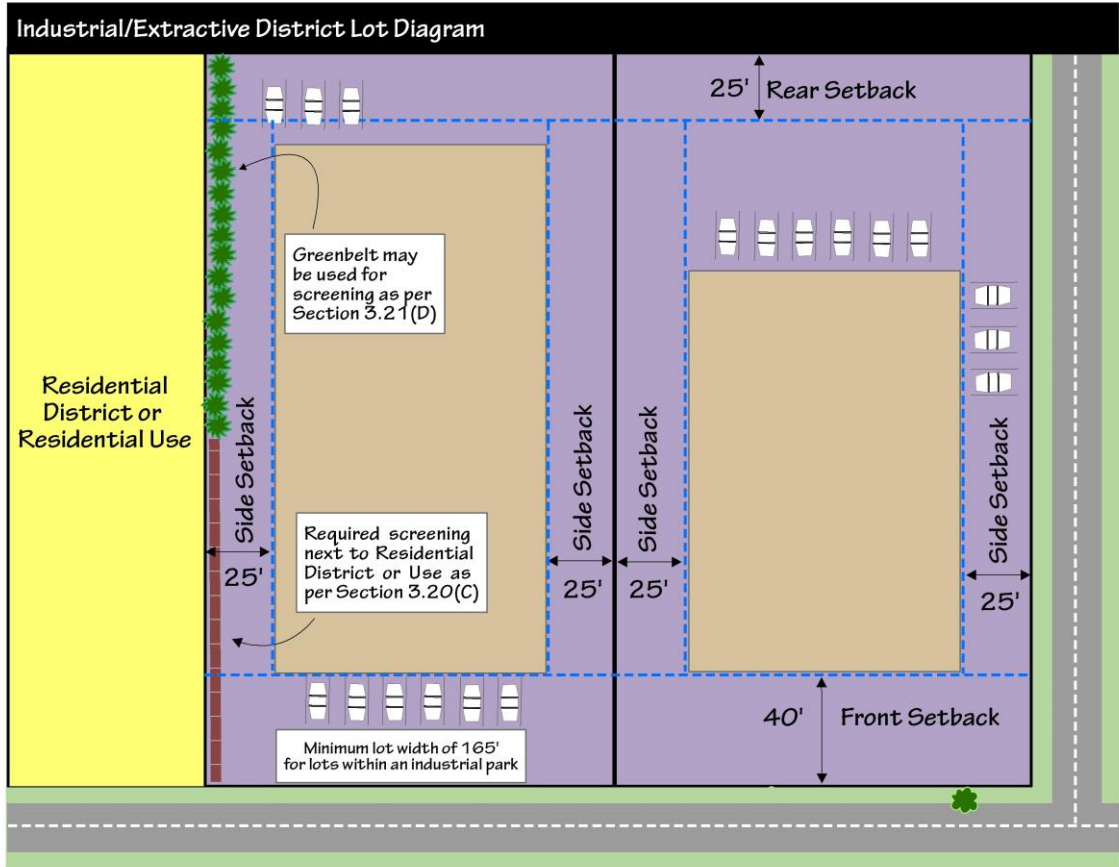 Industrial/Extractive District Lot Diagram
25' Rear Setback
Greenbelt may
be used for
screening as per
Section 3.21(D)
Residential
District or
Residential Use
Side Setback
25'
Required screening
next to Residential
District or Use as
per Section 3.20(C)
Side Setback
25'
Side Setback
25'
Side Setback
25'
40' Front Setback
Minimum lot width of 165'
for lots within an industrial park